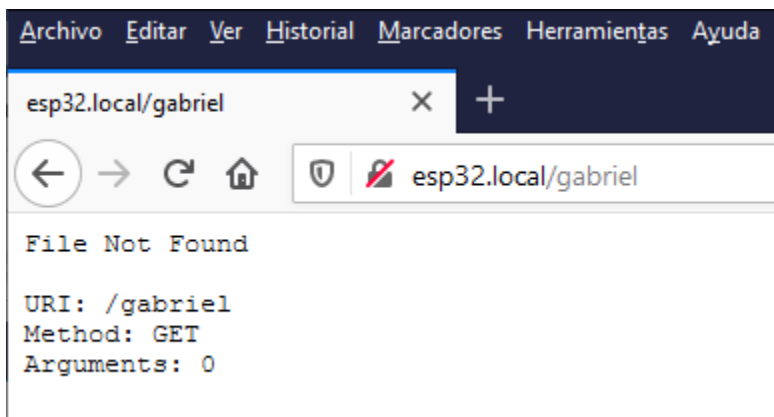 Archivo Editar Ver Historial Marcadores Herramientas Ayuda
esp32.local/gabriel
esp32.local/gabriel
File Not Found
URI: /gabriel
Method: GET
Arguments: 0